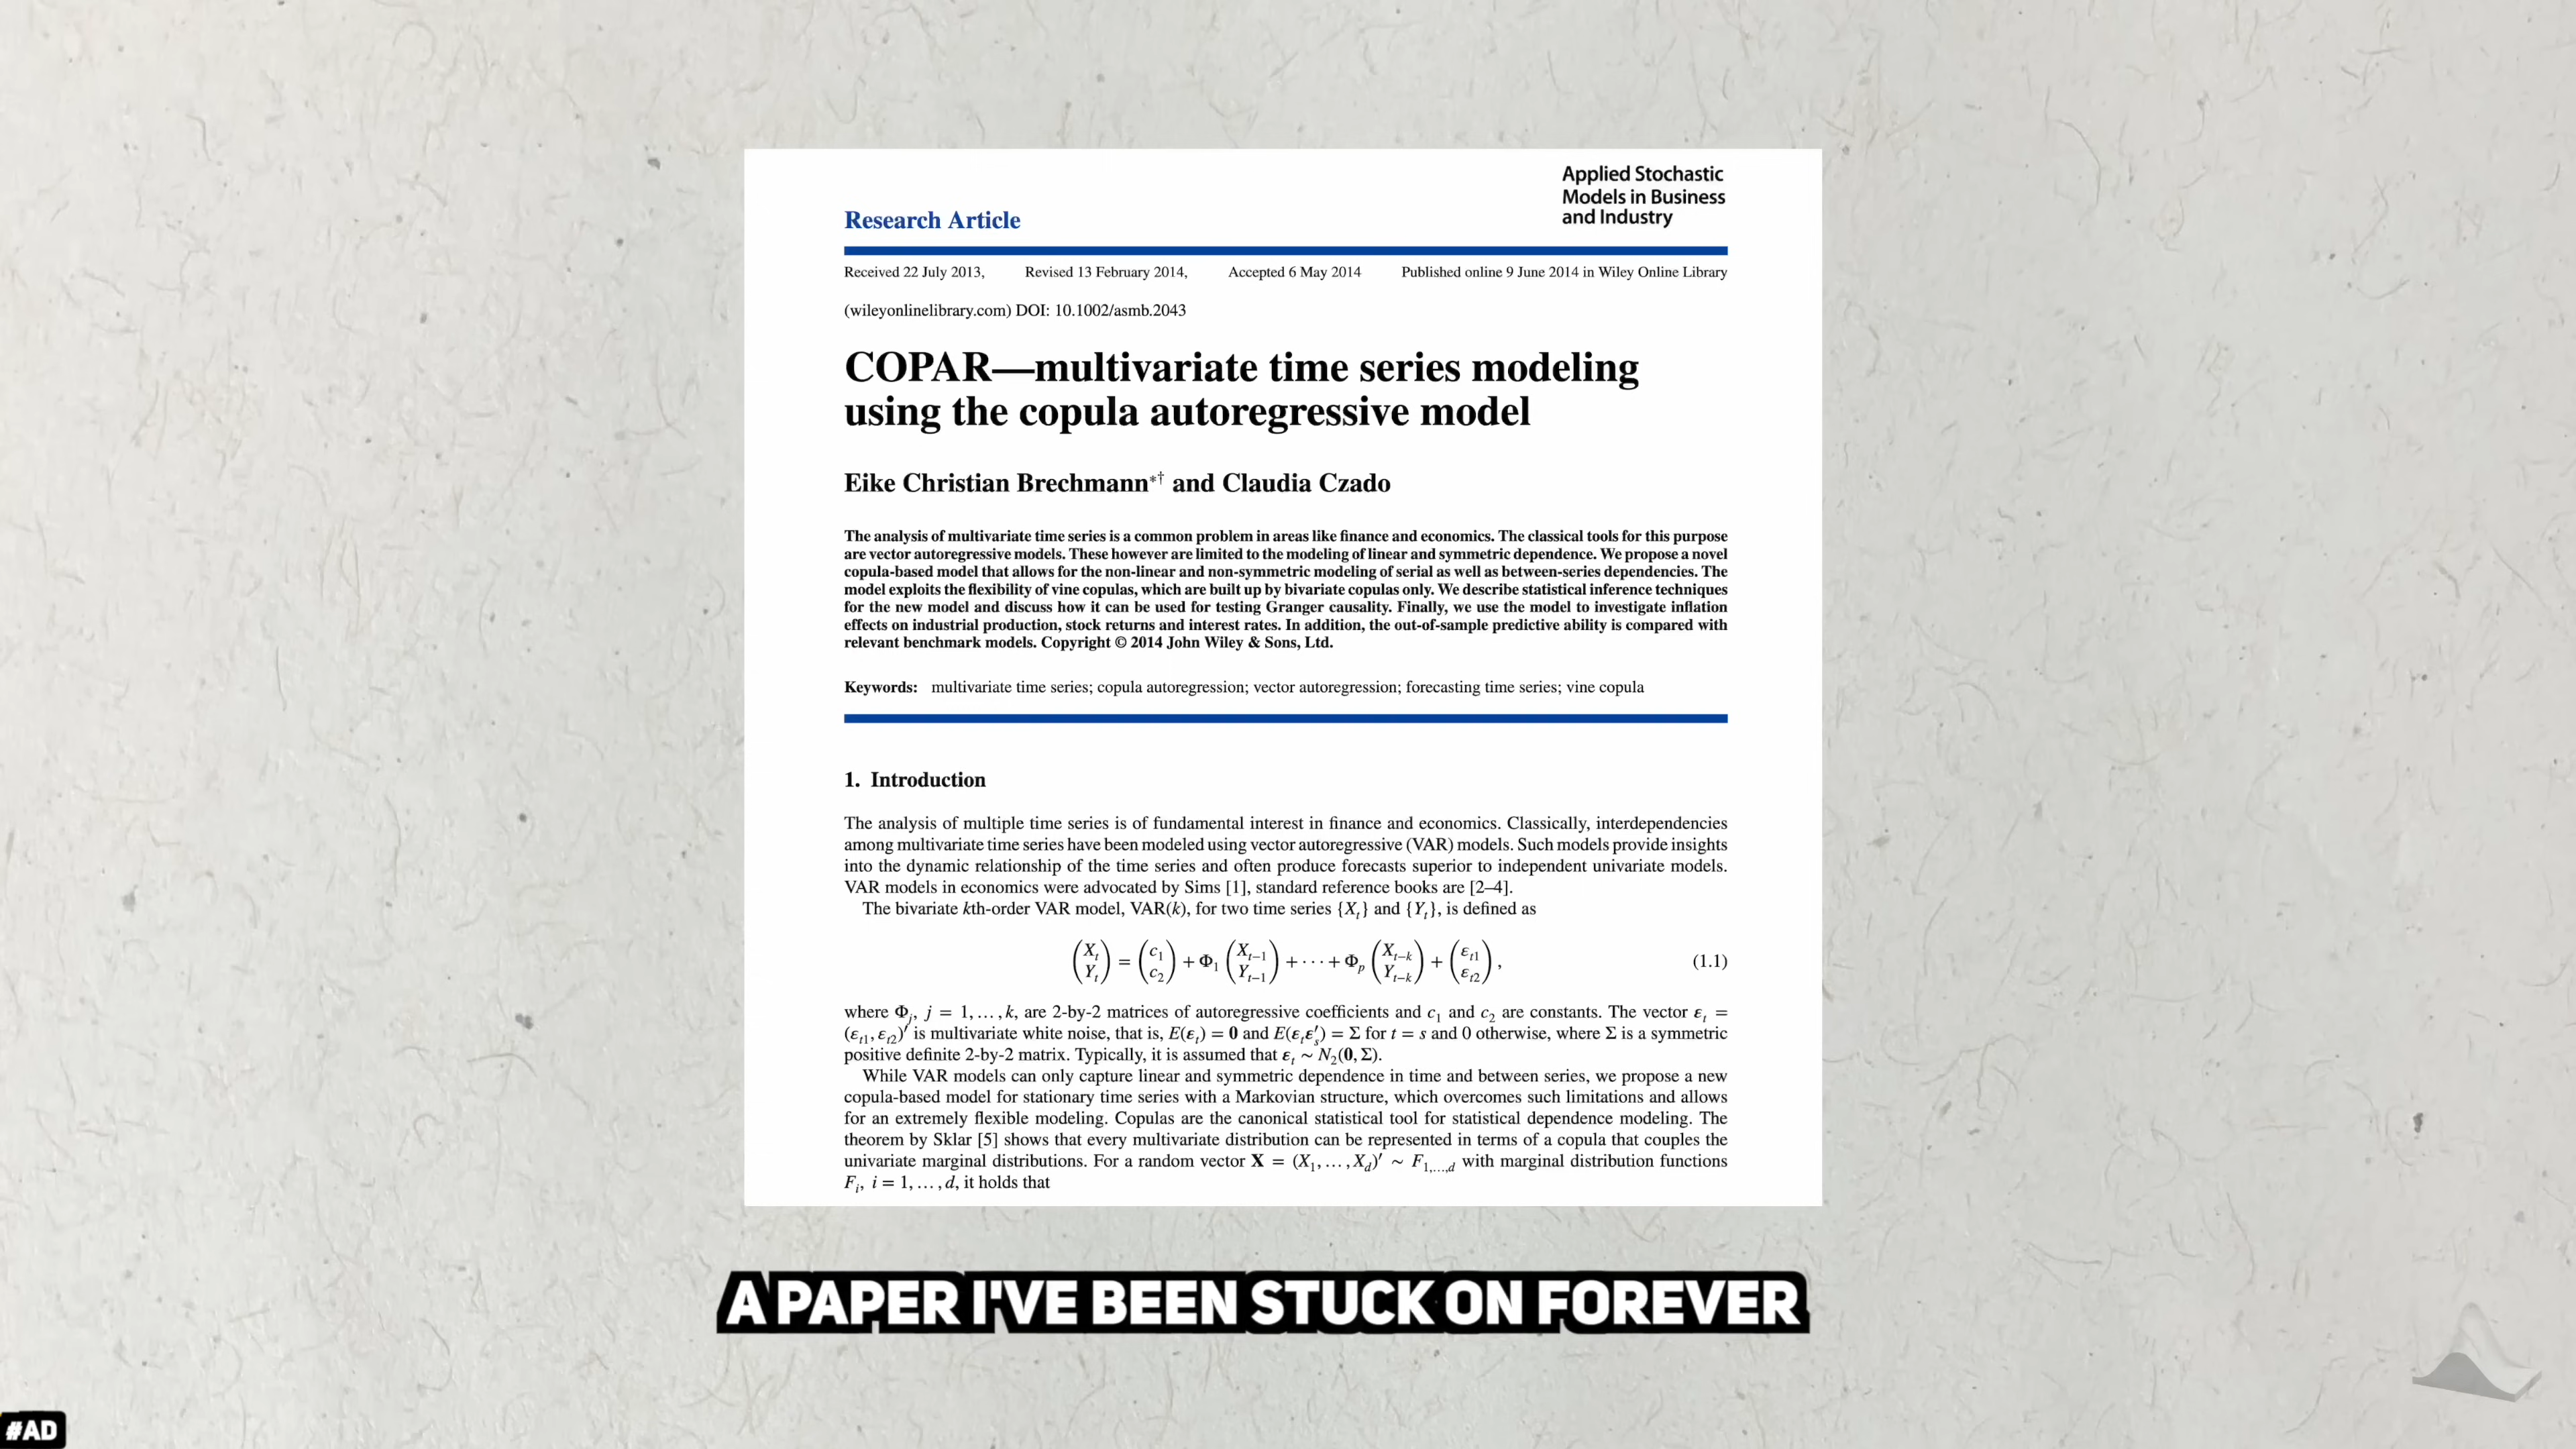 Applied Stochastic
Models in Business
and Industry
Research Article
Received 22 July 2013, Revised 13 February 2014, Accepted 6 May 2014 Published online 9 June 2014 in Wiley Online Library
(wileyonlinelibrary.com) DOI: 10.1002/asmb.2043
COPAR—multivariate time series modeling
using the copula autoregressive model
Eike Christian Brechmann*† and Claudia Czado
The analysis of multivariate time series is a common problem in areas like finance and economics. The classical tools for this purpose
are vector autoregressive models. These however are limited to the modeling of linear and symmetric dependence. We propose a novel
copula-based model that allows for the non-linear and non-symmetric modeling of serial as well as between-series dependencies. The
model exploits the flexibility of vine copulas, which are built up by bivariate copulas only. We describe statistical inference techniques
for the new model and discuss how it can be used for testing Granger causality. Finally, we use the model to investigate inflation
effects on industrial production, stock returns and interest rates. In addition, the out-of-sample predictive ability is compared with
relevant benchmark models. Copyright © 2014 John Wiley & Sons, Ltd.
Keywords: multivariate time series; copula autoregression; vector autoregression; forecasting time series; vine copula
1. Introduction
The analysis of multiple time series is of fundamental interest in finance and economics. Classically, interdependencies
among multivariate time series have been modeled using vector autoregressive (VAR) models. Such models provide insights
into the dynamic relationship of the time series and often produce forecasts superior to independent univariate models.
VAR models in economics were advocated by Sims [1], standard reference books are [2–4].
The bivariate kth-order VAR model, VAR(k), for two time series {X_t} and {Y_t}, is defined as
(X_t Y_t) = (c_1 c_2) + Φ_1 (X_{t−1} Y_{t−1}) + · · · + Φ_p (X_{t−k} Y_{t−k}) + (ε_{t1} ε_{t2}), (1.1)
where Φ_j, j = 1, … , k, are 2-by-2 matrices of autoregressive coefficients and c_1 and c_2 are constants. The vector ε_t =
(ε_{t1}, ε_{t2})′ is multivariate white noise, that is, E(ε_t) = 0 and E(ε_t ε′_s) = Σ for t = s and 0 otherwise, where Σ is a symmetric
positive definite 2-by-2 matrix. Typically, it is assumed that ε_t ∼ N_2(0, Σ).
While VAR models can only capture linear and symmetric dependence in time and between series, we propose a new
copula-based model for stationary time series with a Markovian structure, which overcomes such limitations and allows
for an extremely flexible modeling. Copulas are the canonical statistical tool for statistical dependence modeling. The
theorem by Sklar [5] shows that every multivariate distribution can be represented in terms of a copula that couples the
univariate marginal distributions. For a random vector X = (X_1, … , X_d)′ ∼ F_{1,…,d} with marginal distribution functions
F_i, i = 1, … , d, it holds that
A PAPER I'VE BEEN STUCK ON FOREVER
#AD